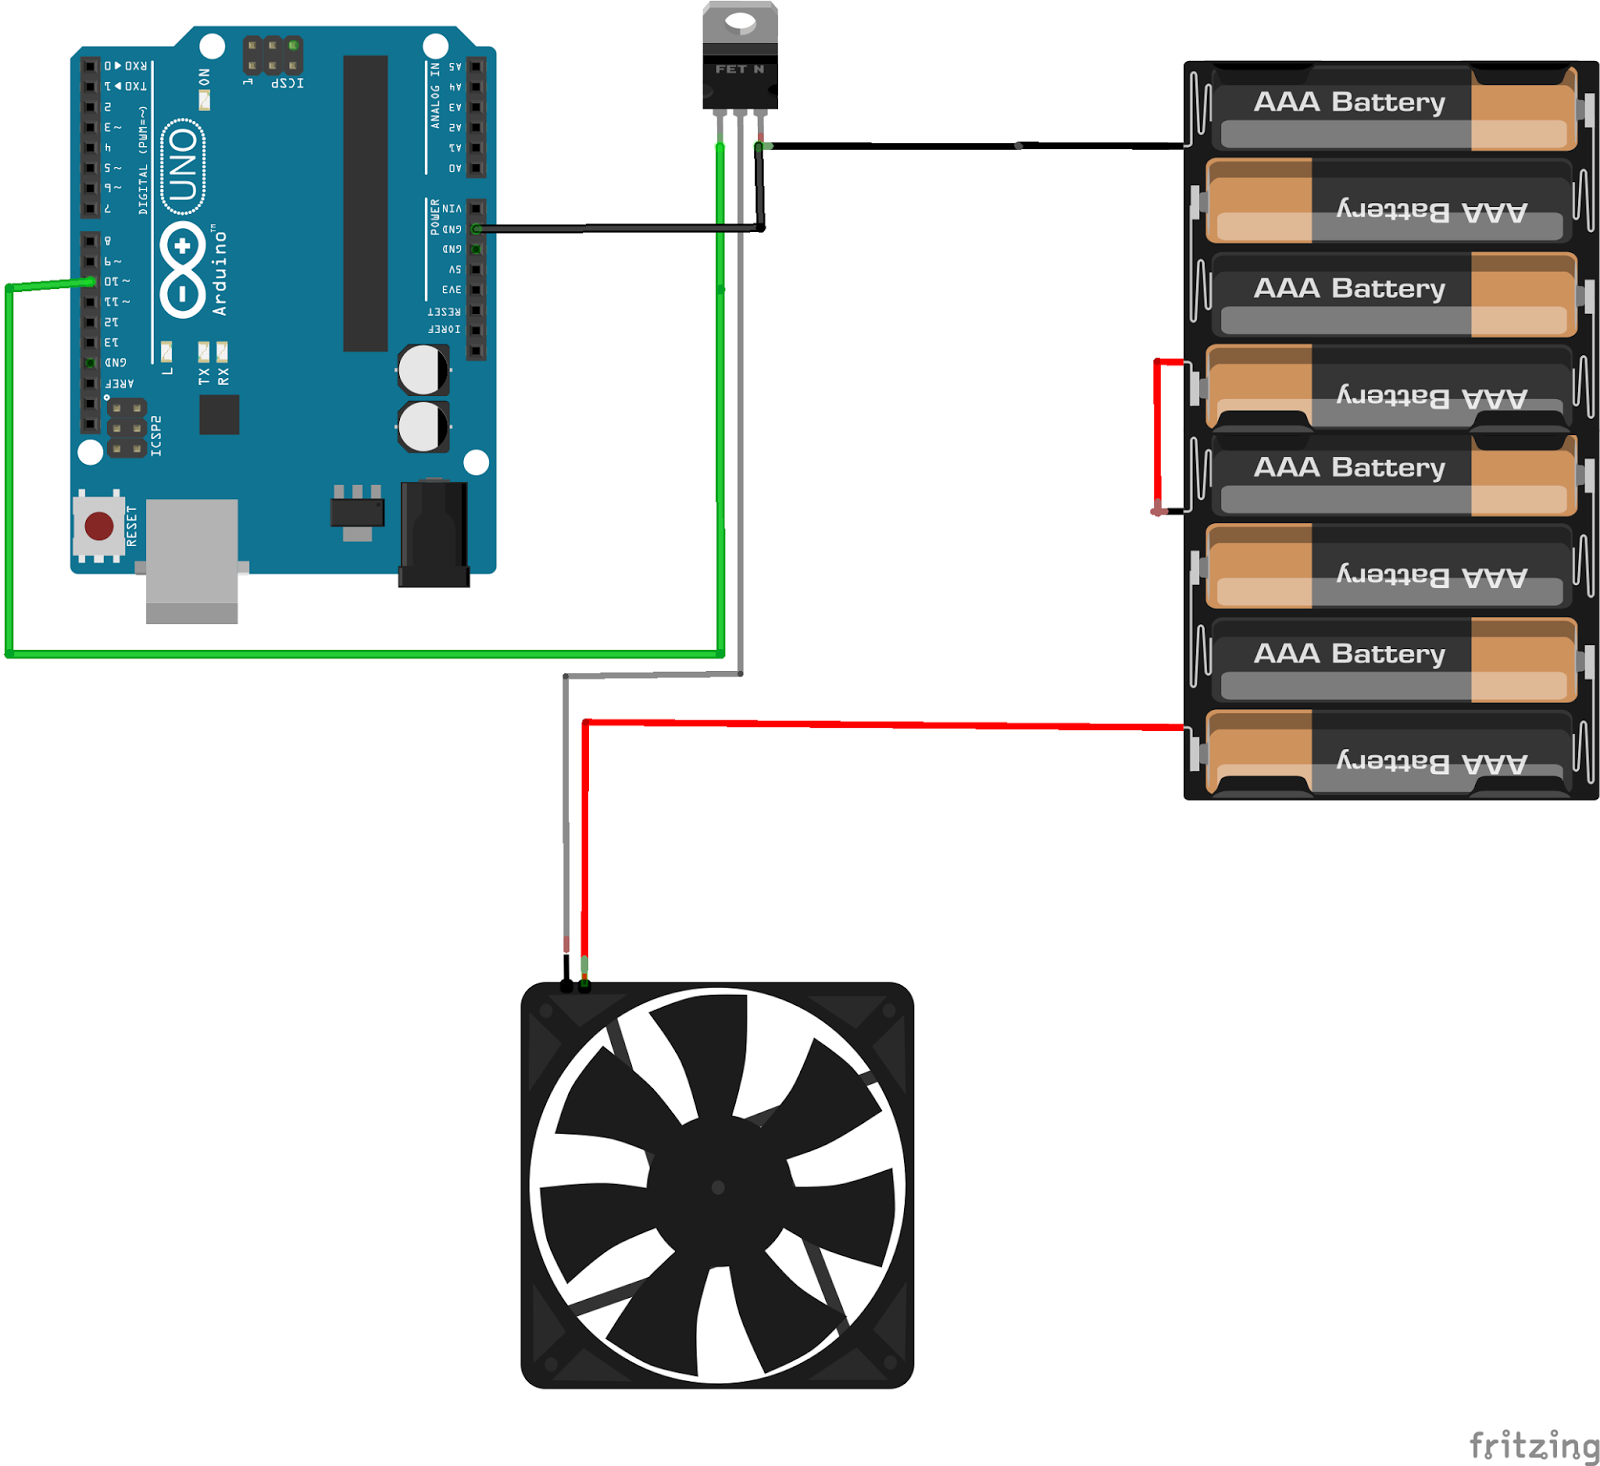 FET N
ON
ICSP
1
RX0 ◀ 0
TX0 ▶ 1
2
~3
4
~5
~6
7
DIGITAL (PWM=~)
8
~9
~10
~11
12
13
GND
AREF
UNO
Arduino™
ANALOG IN
A5
A4
A3
A2
A1
A0
POWER
VIN
GND
GND
5V
3V3
RESET
IOREF
L
TX
RX
ICSP2
RESET
AAA Battery
AAA Battery
AAA Battery
AAA Battery
AAA Battery
AAA Battery
AAA Battery
AAA Battery
fritzing